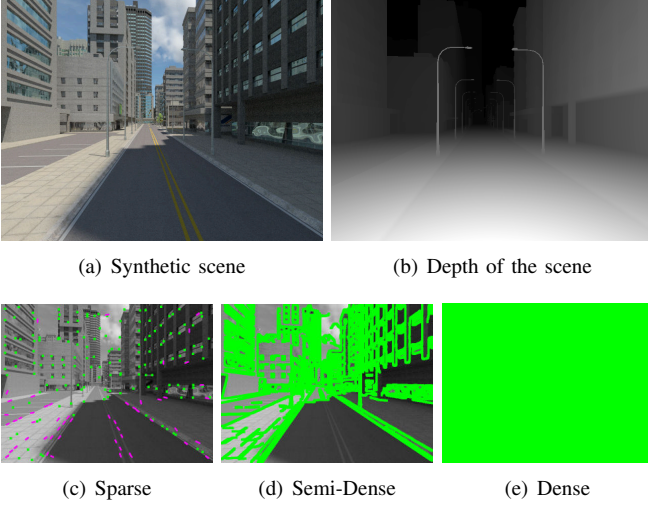 (a) Synthetic scene
(b) Depth of the scene
(c) Sparse
(d) Semi-Dense
(e) Dense